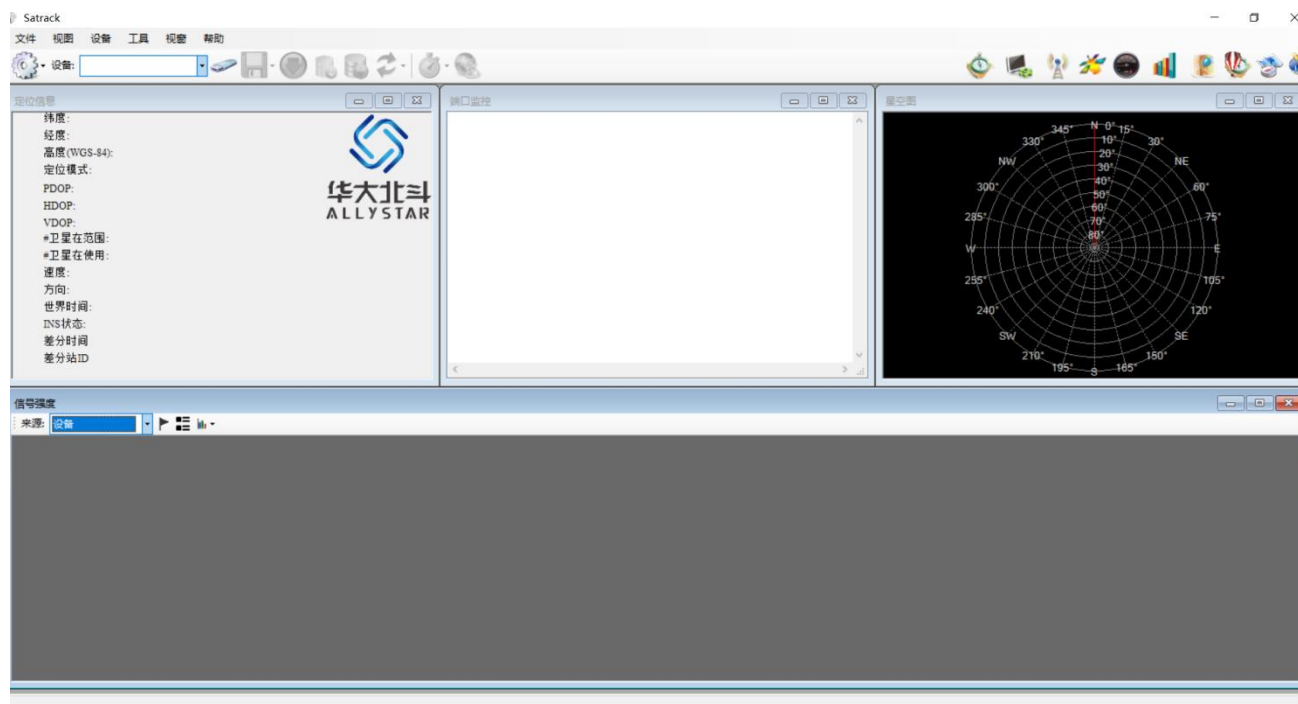 Satrack
文件 视图 设备 工具 视窗 帮助
设备:
定位信息
纬度:
经度:
高度(WGS-84):
定位模式:
PDOP:
HDOP:
VDOP:
#卫星在范围:
#卫星在使用:
速度:
方向:
世界时间:
INS状态:
差分时间
差分站ID
华大北斗
ALLYSTAR
端口监控
星空图
N 0° 15° 30° NE 60° 75° E 105° 120° SE 150° 165° S 195° 210° SW 240° 255° W 285° 300° NW 330° 345°
10°
20°
30°
40°
50°
60°
70°
80°
信号强度
来源: 设备